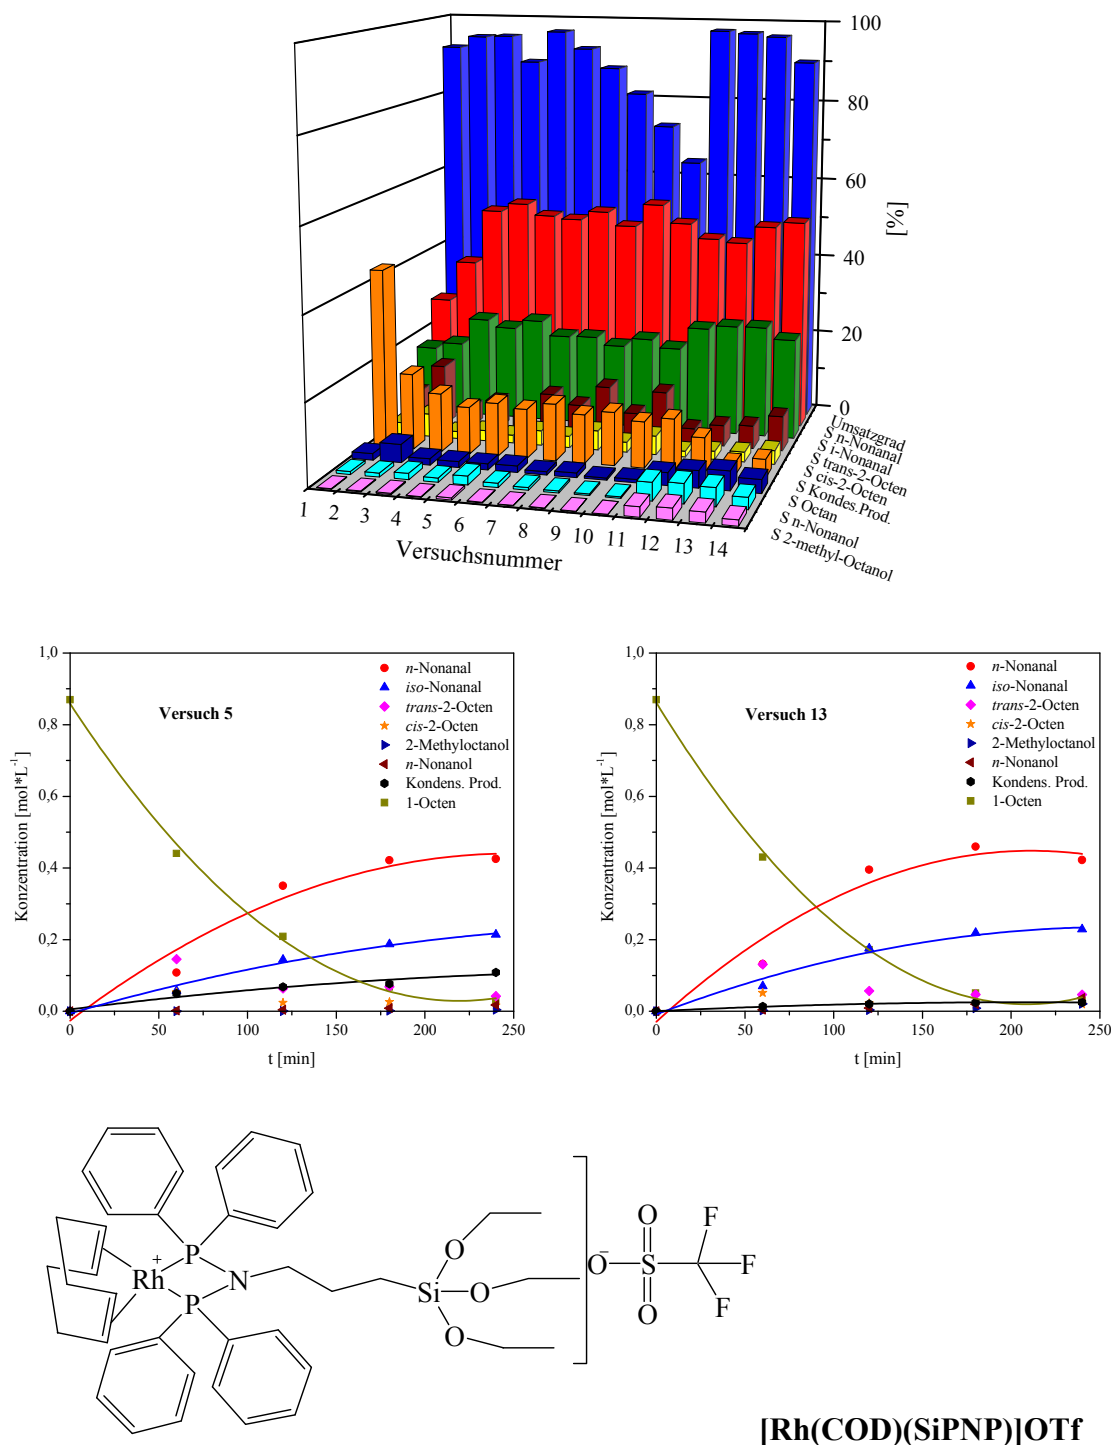 100
80
60
40
20
0
[%]
Umsatzgrad
S n-Nonanal
S i-Nonanal
S trans-2-Octen
S cis-2-Octen
S Kondes.Prod.
S Octan
S n-Nonanol
S 2-methyl-Octanol
1 2 3 4 5 6 7 8 9 10 11 12 13 14
Versuchsnummer
1,0
0,8
0,6
0,4
0,2
0,0
Konzentration [mol*L-1]
Versuch 5
n-Nonanal
iso-Nonanal
trans-2-Octen
cis-2-Octen
2-Methyloctanol
n-Nonanol
Kondens. Prod.
1-Octen
0 50 100 150 200 250
t [min]
1,0
0,8
0,6
0,4
0,2
0,0
Konzentration [mol*L-1]
Versuch 13
n-Nonanal
iso-Nonanal
trans-2-Octen
cis-2-Octen
2-Methyloctanol
n-Nonanol
Kondens. Prod.
1-Octen
0 50 100 150 200 250
t [min]
O F
P O
Rh + N Si O O− S F
P O F
O
[Rh(COD)(SiPNP)]OTf